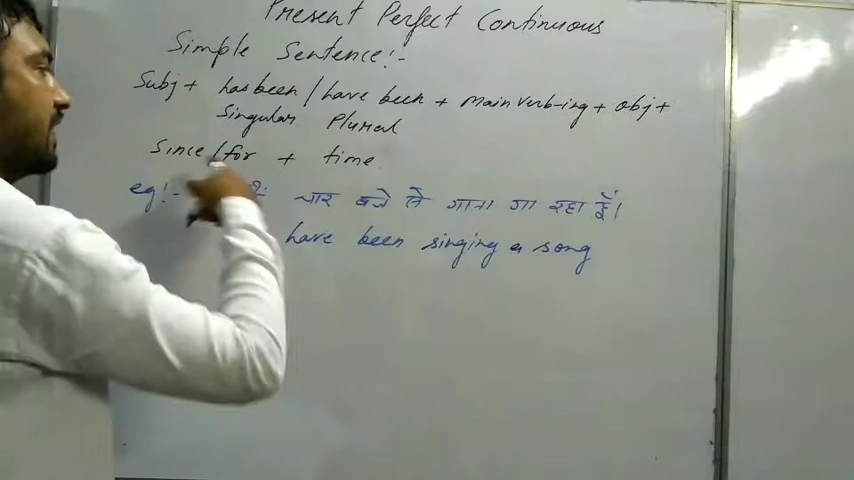 Present Perfect Continuous
Simple Sentence:-
Subj + has been / have been + main verb-ing + obj +
Singular Plural
Since / for + time.
eg:- चार बजे से गाना गा रहा हूँ।
have been singing a song